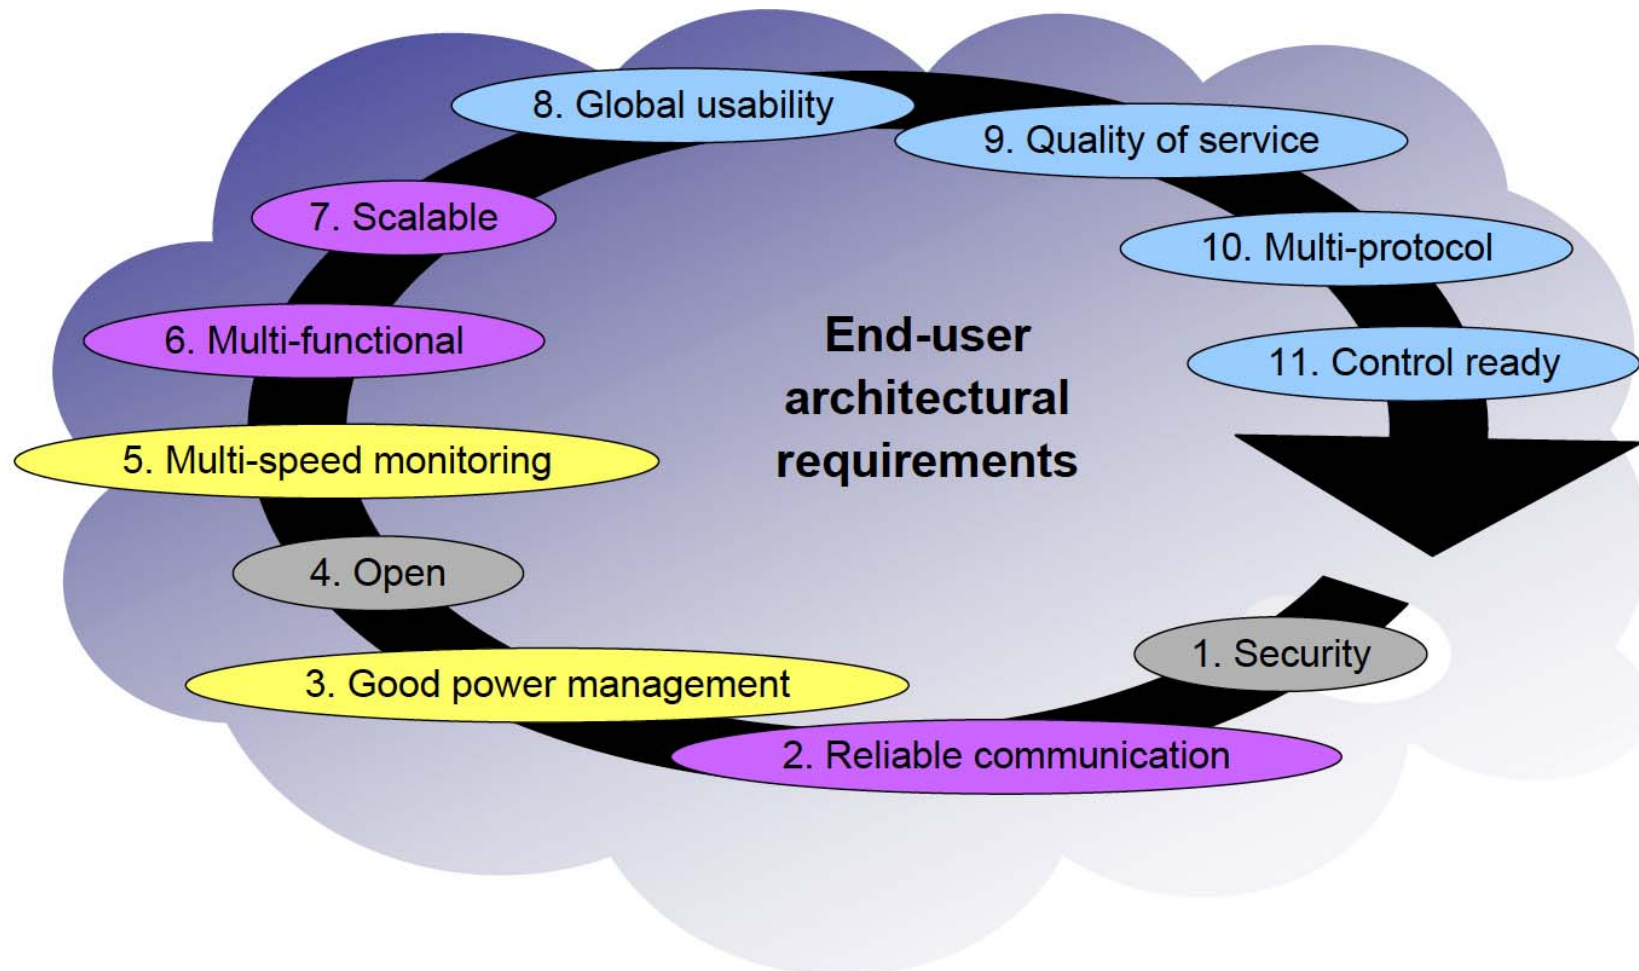 8. Global usability
9. Quality of service
7. Scalable
10. Multi-protocol
6. Multi-functional
End-user
architectural
requirements
11. Control ready
5. Multi-speed monitoring
4. Open
1. Security
3. Good power management
2. Reliable communication